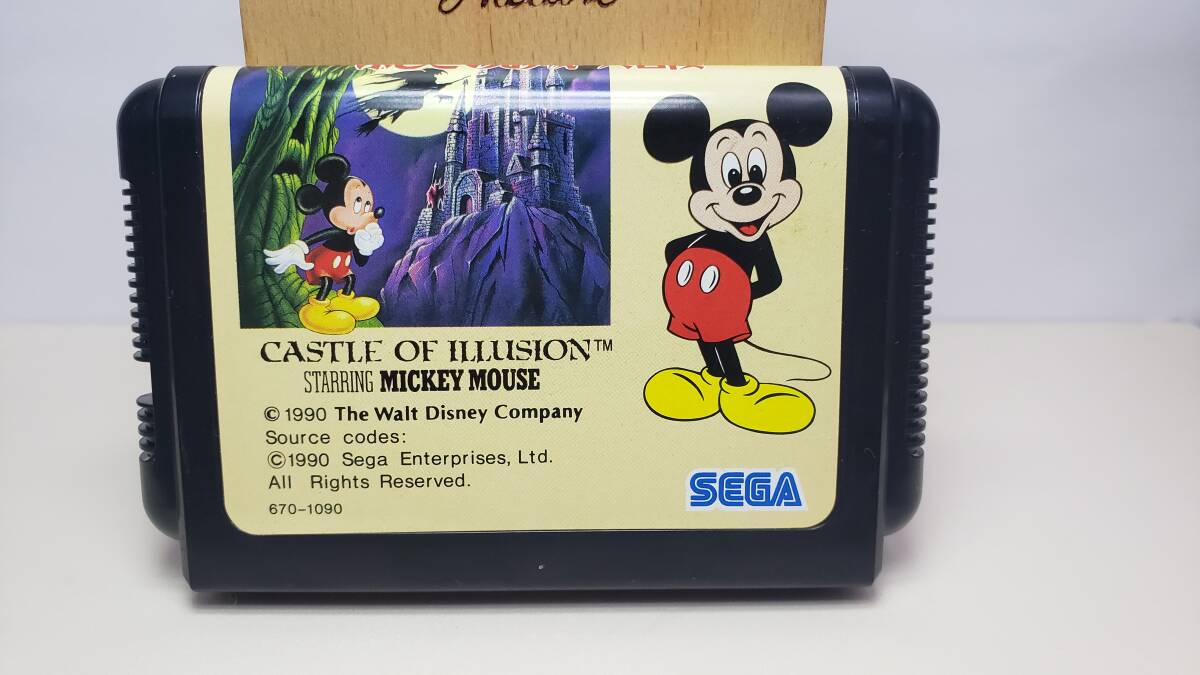 CASTLE OF ILLUSION™
STARRING MICKEY MOUSE
© 1990 The Walt Disney Company
Source codes:
©1990 Sega Enterprises, Ltd.
All Rights Reserved.
670-1090
SEGA